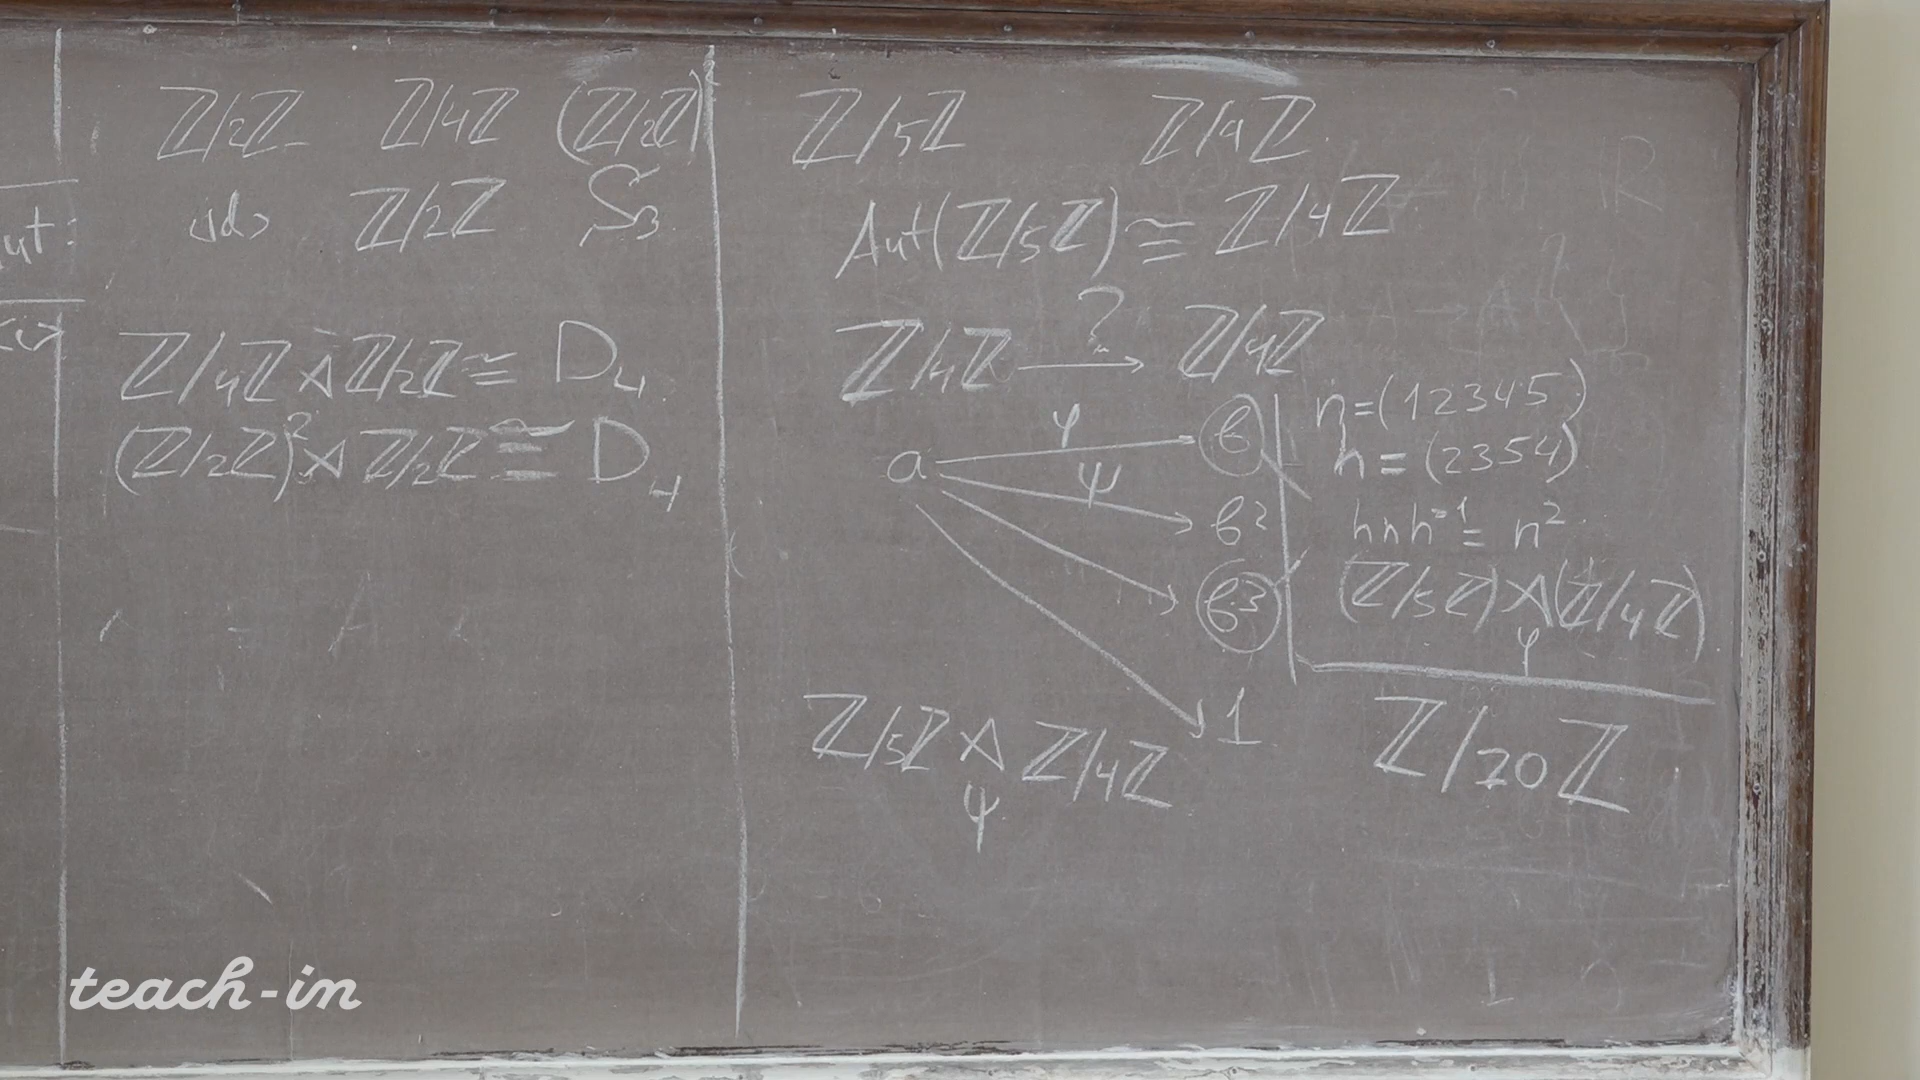 ℤ/2ℤ ℤ/4ℤ (ℤ/2ℤ)
ut: id ℤ/2ℤ S₃
ℤ/4ℤ ⋋ ℤ/2ℤ ≅ D₄
(ℤ/2ℤ)² ⋋ ℤ/2ℤ ≅ D₄
ℤ/5ℤ ℤ/4ℤ
Aut(ℤ/5ℤ) ≅ ℤ/4ℤ
?
ℤ/4ℤ → ℤ/4ℤ
φ
ψ
a
b
b²
b³
1
n=(12345)
h=(2354)
hnh⁻¹=n²
(ℤ/5ℤ)⋋(ℤ/4ℤ)
φ
ℤ/5ℤ ⋋ ℤ/4ℤ
ψ
ℤ/20ℤ
teach-in